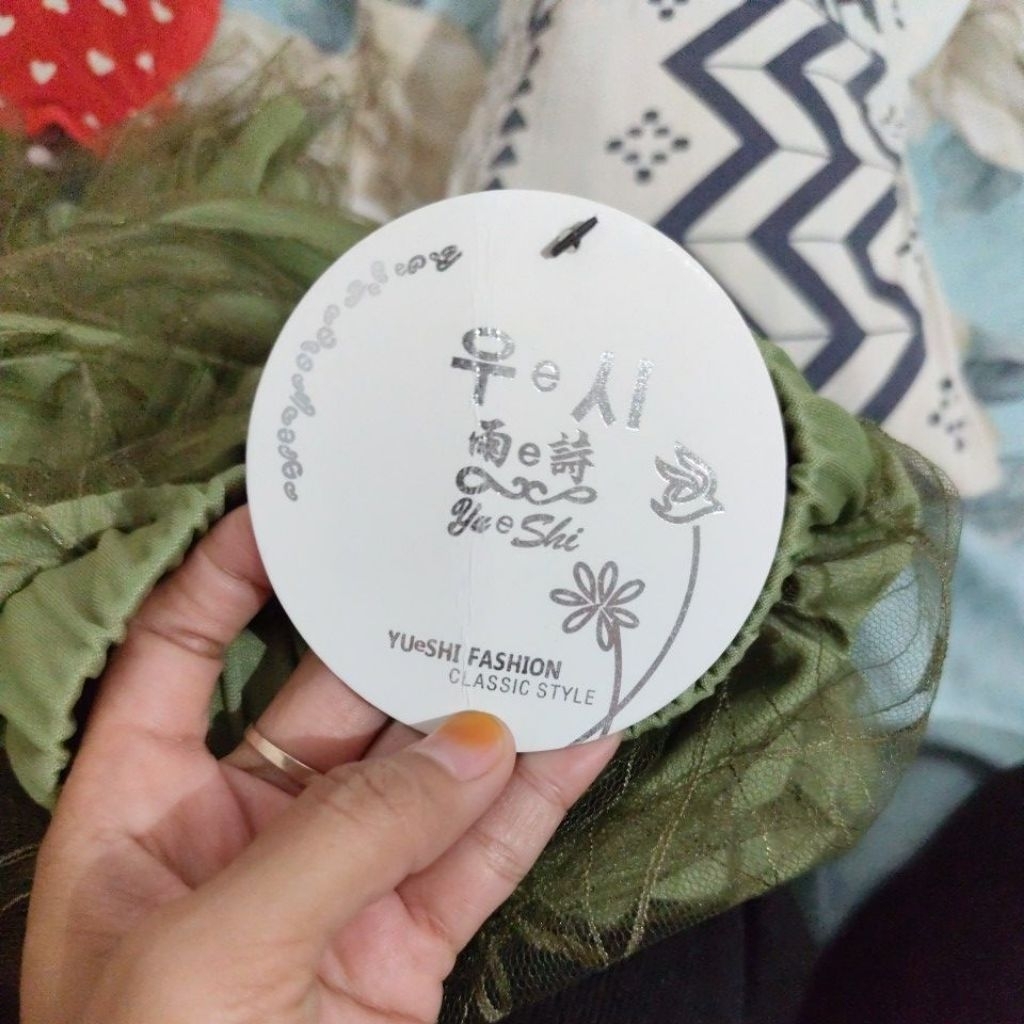 우e시
雨e詩
YueShi
YUeSHI FASHION
CLASSIC STYLE